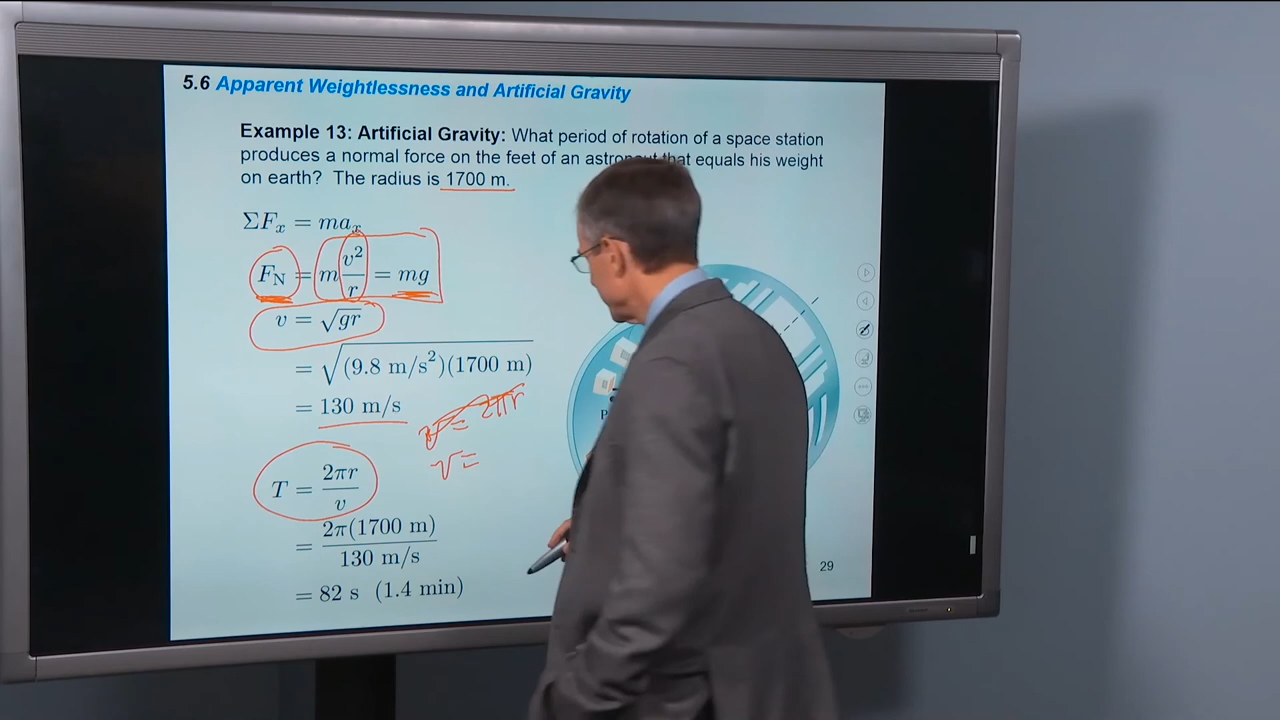 5.6 Apparent Weightlessness and Artificial Gravity
Example 13: Artificial Gravity: What period of rotation of a space station
produces a normal force on the feet of an astronaut that equals his weight
on earth? The radius is 1700 m.
ΣFₓ = maₓ
F_N = m v²/r = mg
v = √gr
= √(9.8 m/s²)(1700 m)
= 130 m/s
v = 2πr
v =
T = 2πr/v
= 2π(1700 m)/130 m/s
= 82 s (1.4 min)
P
29